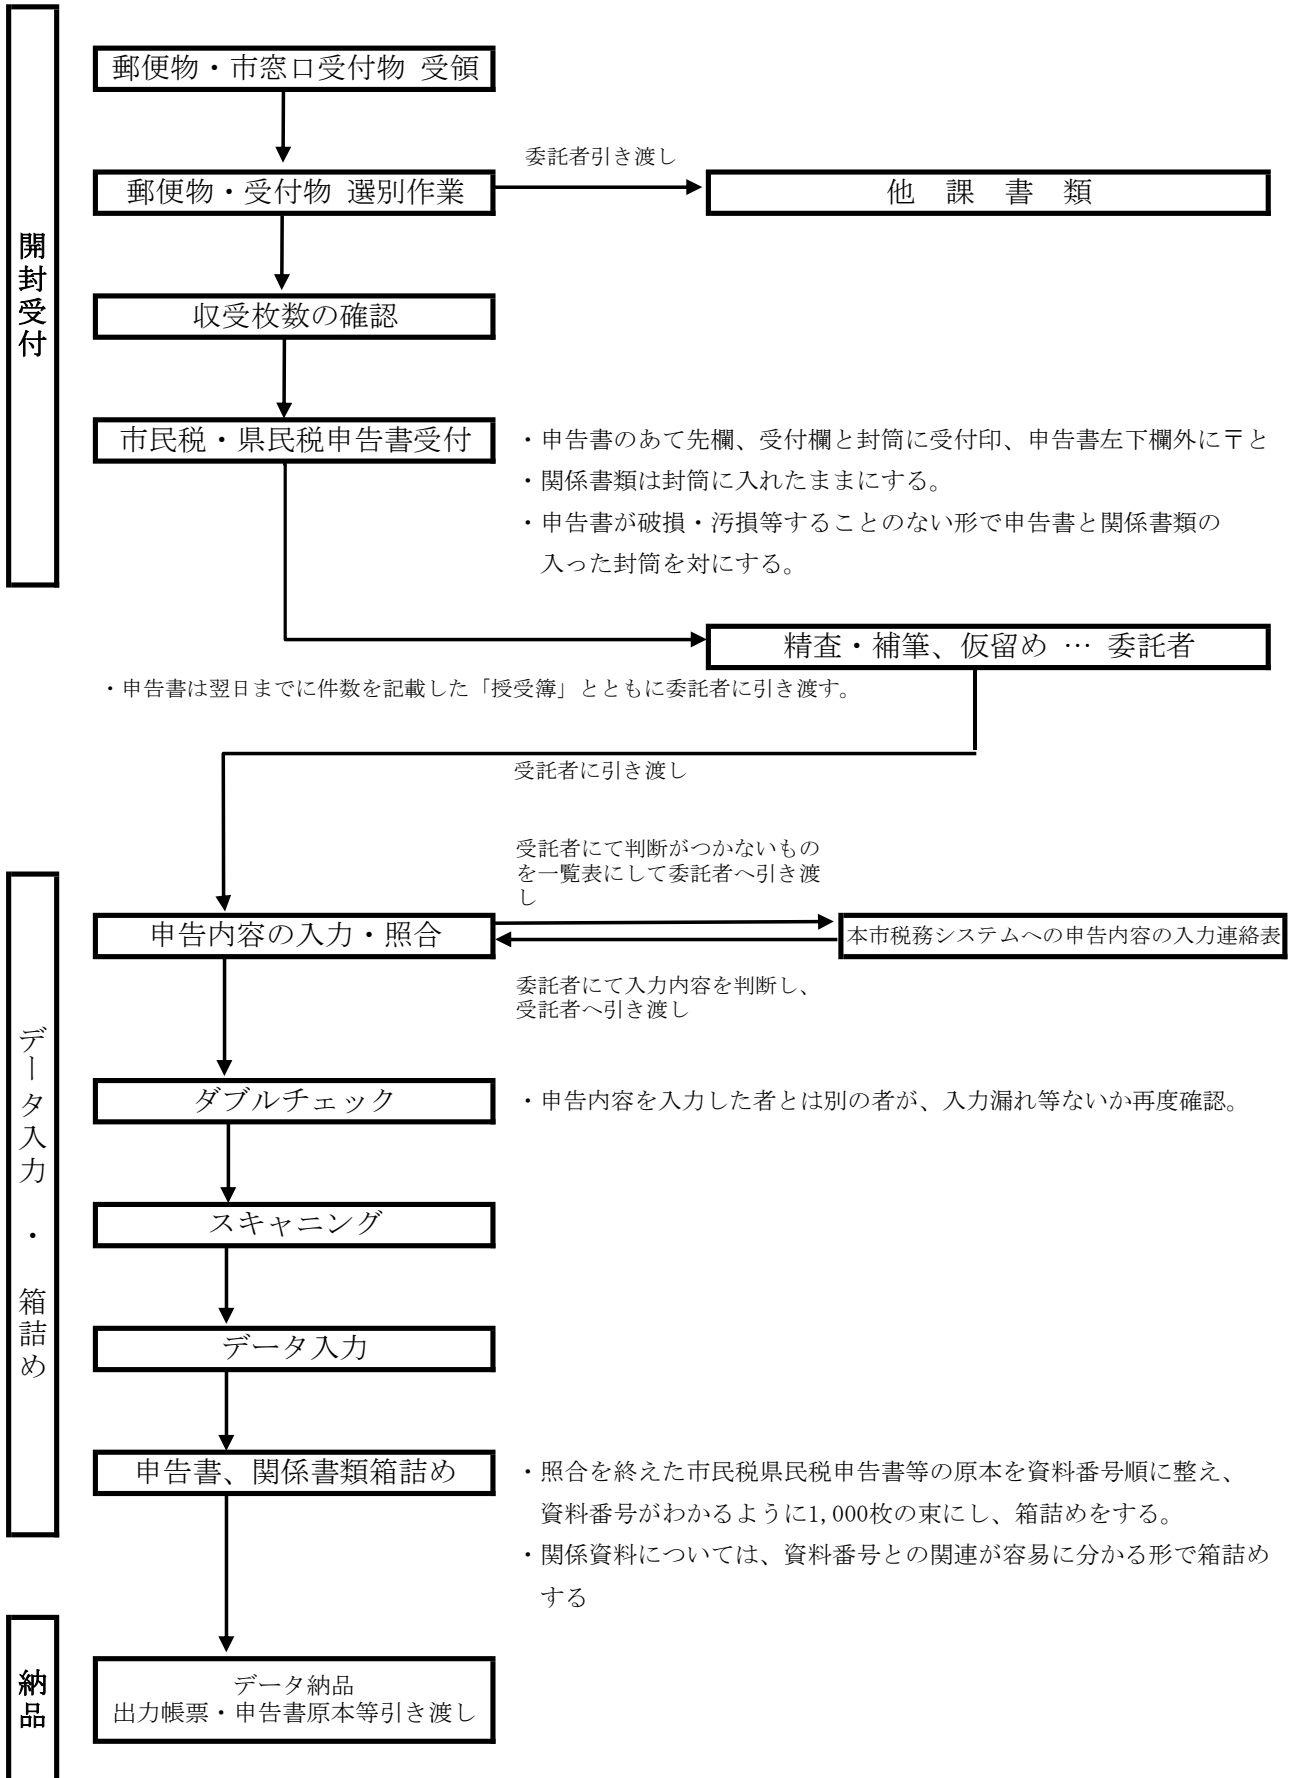 開封受付
郵便物・市窓口受付物 受領
委託者引き渡し
郵便物・受付物 選別作業
他 課 書 類
収受枚数の確認
市民税・県民税申告書受付
・申告書のあて先欄、受付欄と封筒に受付印、申告書左下欄外に〒と
・関係書類は封筒に入れたままにする。
・申告書が破損・汚損等することのない形で申告書と関係書類の
入った封筒を対にする。
精査・補筆、仮留め … 委託者
・申告書は翌日までに件数を記載した「授受簿」とともに委託者に引き渡す。
受託者に引き渡し
データ入力 ・ 箱詰め
受託者にて判断がつかないもの
を一覧表にして委託者へ引き渡
し
申告内容の入力・照合
本市税務システムへの申告内容の入力連絡表
委託者にて入力内容を判断し、
受託者へ引き渡し
ダブルチェック
・申告内容を入力した者とは別の者が、入力漏れ等ないか再度確認。
スキャニング
データ入力
申告書、関係書類箱詰め
・照合を終えた市民税県民税申告書等の原本を資料番号順に整え、
資料番号がわかるように1,000枚の束にし、箱詰めをする。
・関係資料については、資料番号との関連が容易に分かる形で箱詰め
する
納品
データ納品
出力帳票・申告書原本等引き渡し